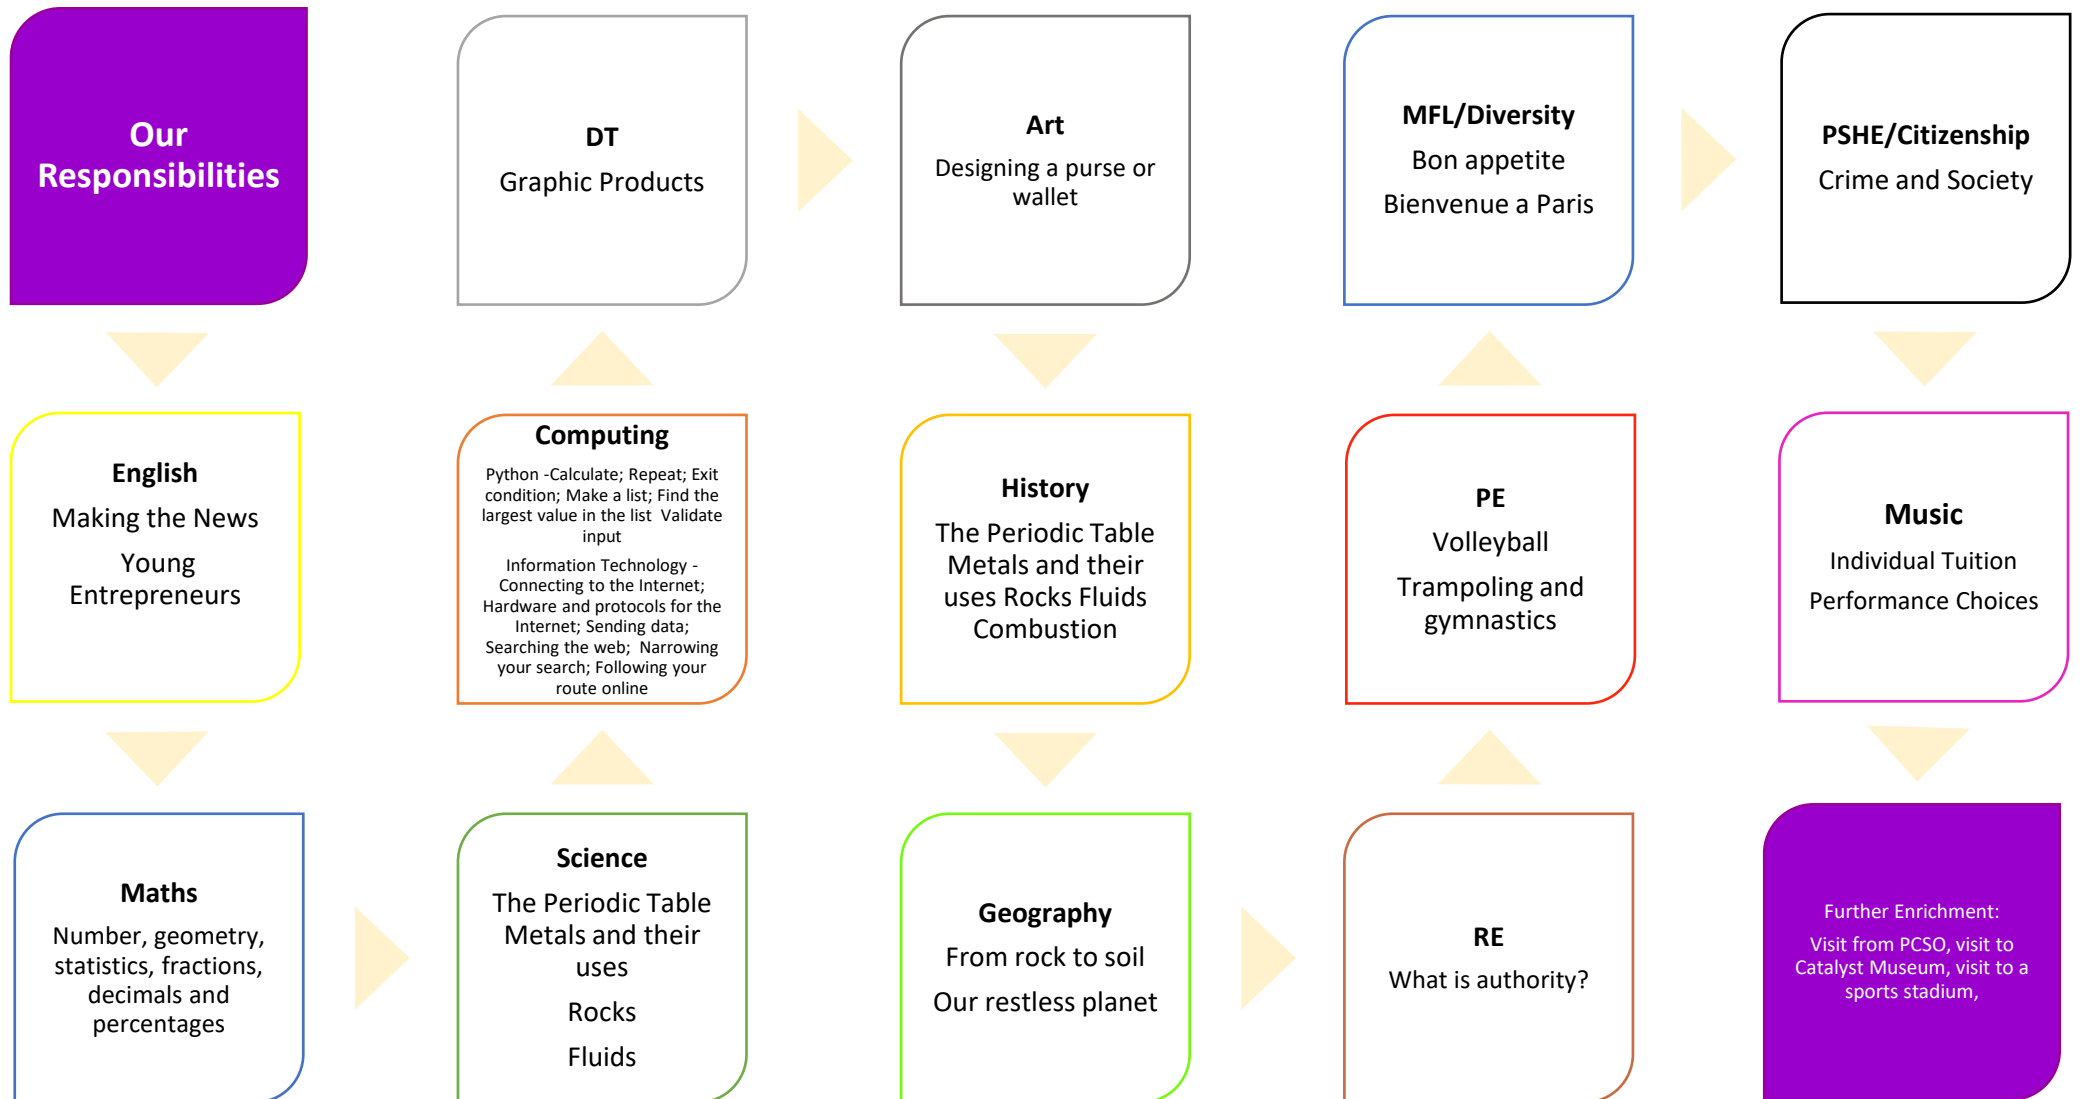 Our
Responsibilities
English
Making the News
Young
Entrepreneurs
Maths
Number, geometry,
statistics, fractions,
decimals and
percentages
Science
The Periodic Table
Metals and their
uses
Rocks
Fluids
Computing
Python -Calculate; Repeat; Exit
condition; Make a list; Find the
largest value in the list  Validate
input
Information Technology -
Connecting to the Internet;
Hardware and protocols for the
Internet; Sending data;
Searching the web;  Narrowing
your search; Following your
route online
DT
Graphic Products
Art
Designing a purse or
wallet
History
The Periodic Table
Metals and their
uses Rocks Fluids
Combustion
Geography
From rock to soil
Our restless planet
RE
What is authority?
PE
Volleyball
Trampoling and
gymnastics
MFL/Diversity
Bon appetite
Bienvenue a Paris
PSHE/Citizenship
Crime and Society
Music
Individual Tuition
Performance Choices
Further Enrichment:
Visit from PCSO, visit to
Catalyst Museum, visit to a
sports stadium,